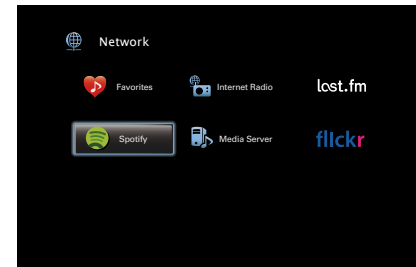 Network
Favorites Internet Radio last.fm
Spotify Media Server flickr